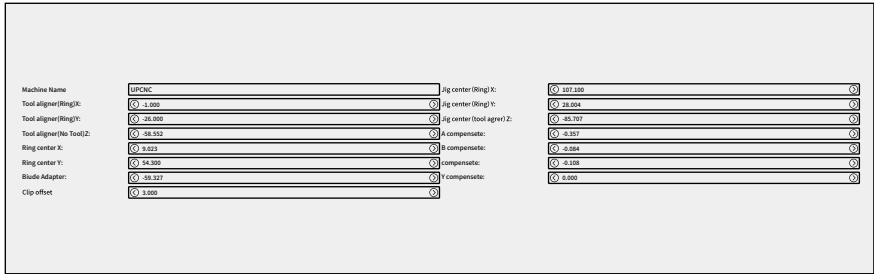 Machine Name UPCNC Jig center (Ring) X: 107.100
Tool aligner(Ring)X: -1.000 Jig center (Ring) Y: 28.004
Tool aligner(Ring)Y: -26.000 Jig center (tool agrer) Z: -85.707
Tool aligner(No Tool)Z: -58.552 A compensete: -0.357
Ring center X: 9.023 B compensete: -0.084
Ring center Y: 54.300 compensete: -0.108
Biude Adapter: -59.327 Y compensete: 0.000
Clip offset 3.000